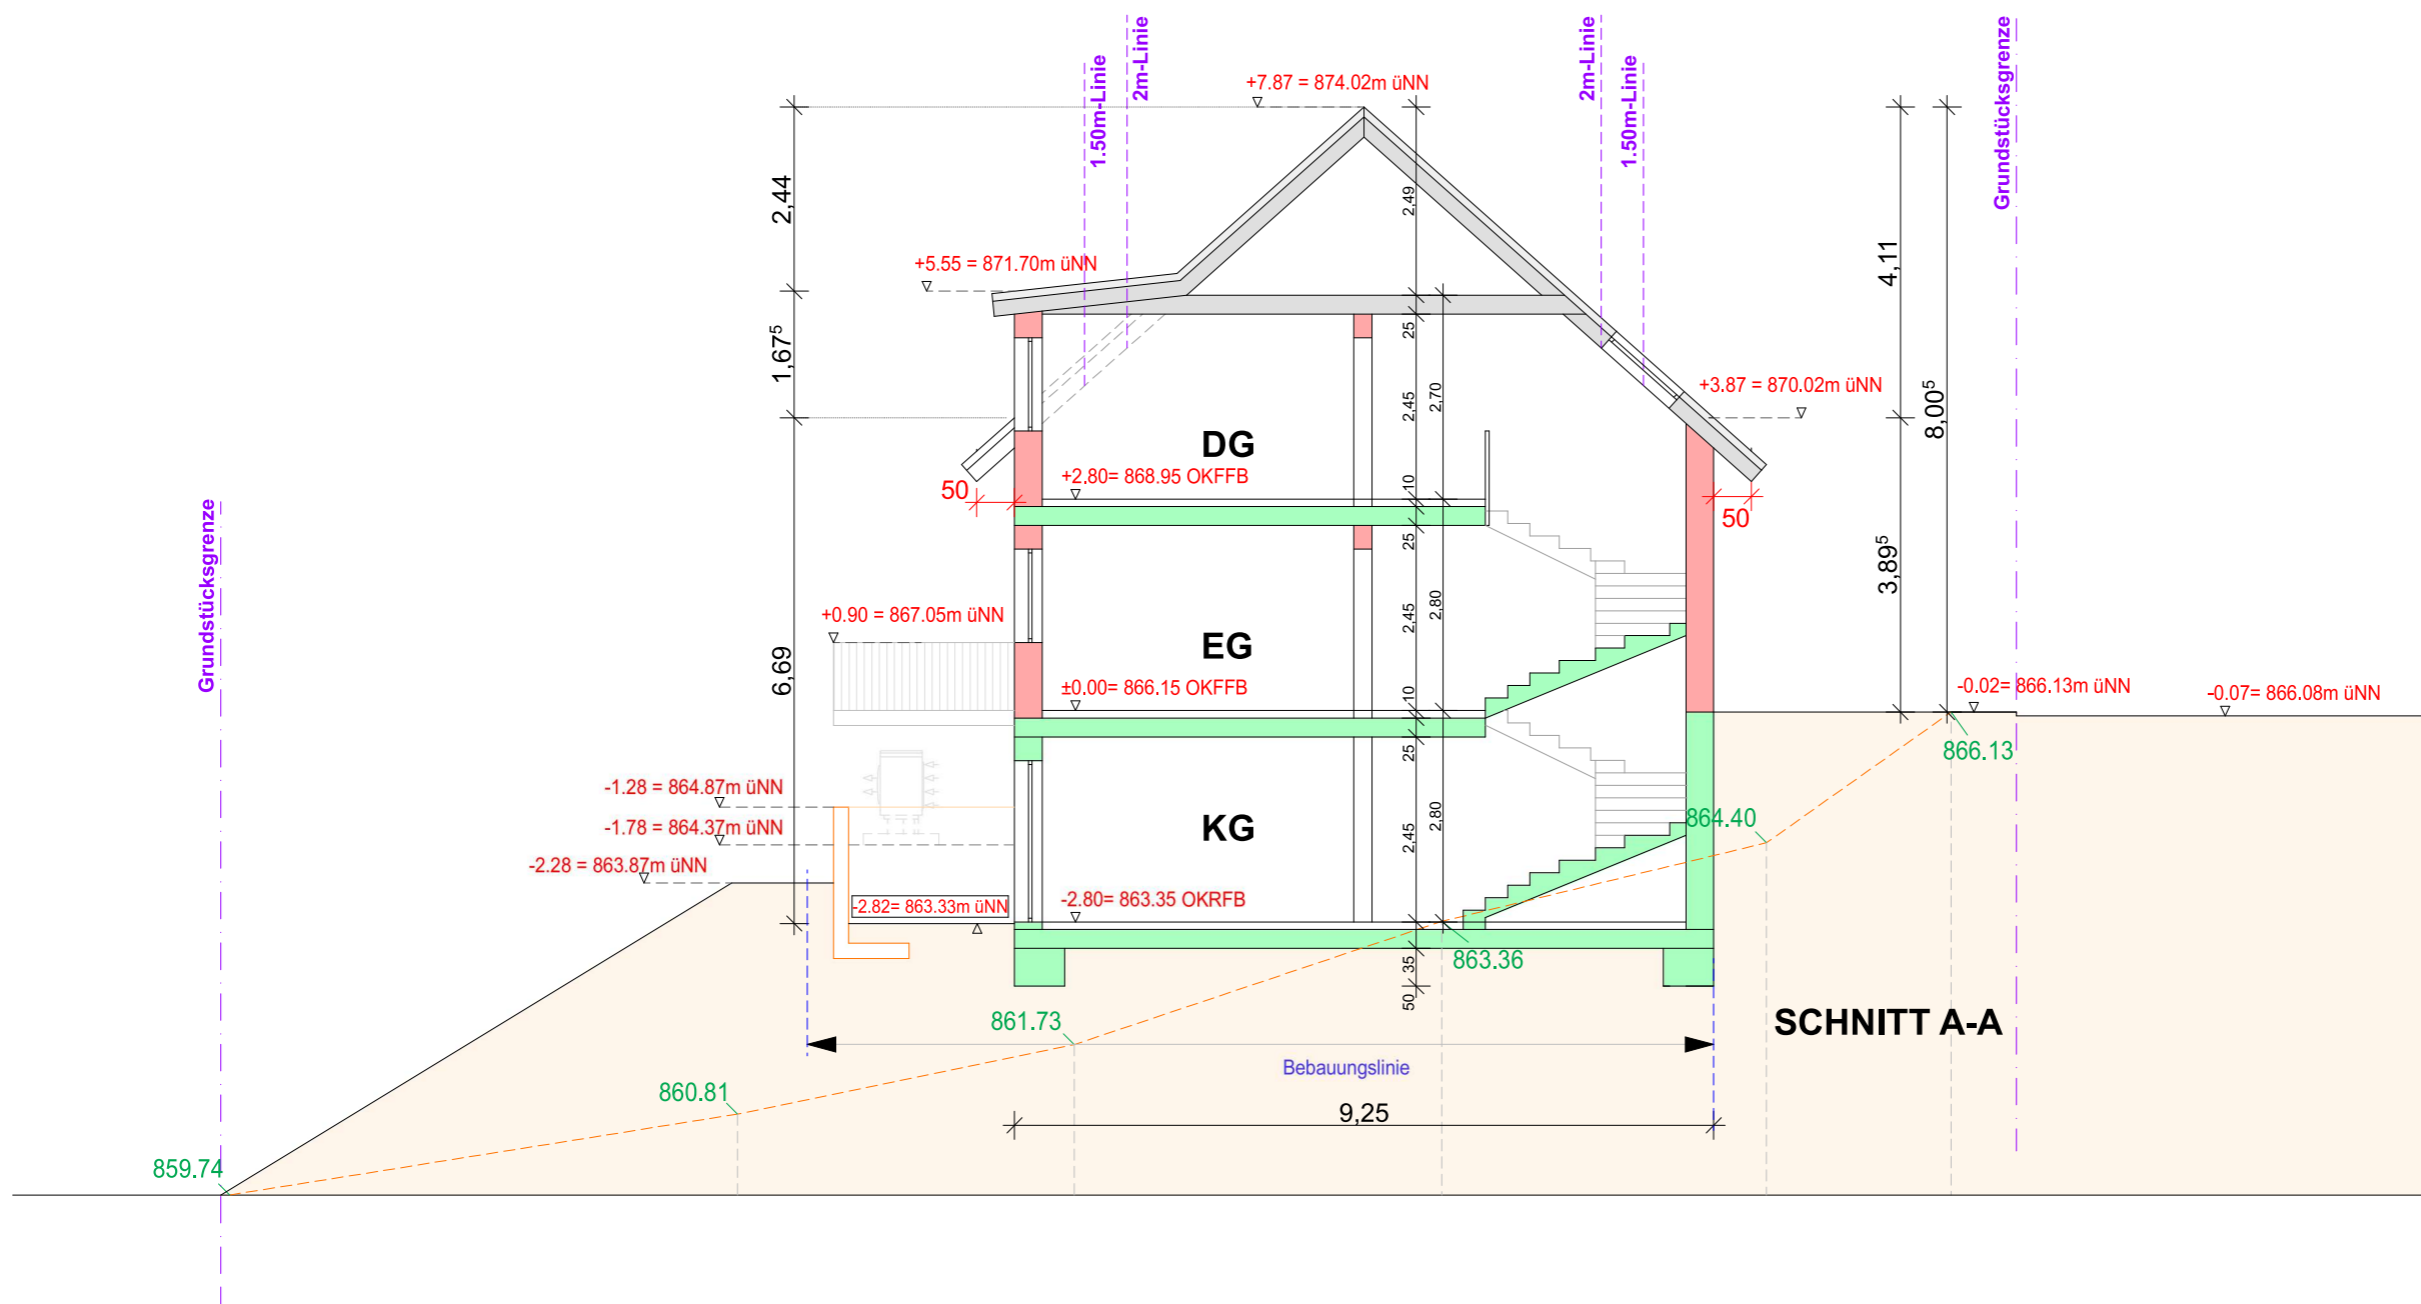 1.50m-Linie
2m-Linie
2m-Linie
1.50m-Linie
Grundstücksgrenze
+7.87 = 874.02m üNN
2,44
2,49
4,11
+5.55 = 871.70m üNN
1,67⁵
25
+3.87 = 870.02m üNN
2,45
2,70
8,00⁵
DG
+2.80= 868.95 OKFFB
10
50
50
Grundstücksgrenze
25
3,89⁵
+0.90 = 867.05m üNN
2,45
2,80
6,69
EG
±0.00= 866.15 OKFFB
10
-0.02= 866.13m üNN
-0.07= 866.08m üNN
866.13
25
-1.28 = 864.87m üNN
-1.78 = 864.37m üNN
KG
864.40
2,45
2,80
-2.28 = 863.87m üNN
-2.82= 863.33m üNN
-2.80= 863.35 OKRFB
863.36
35
50
861.73
SCHNITT A-A
Bebauungslinie
860.81
9,25
859.74